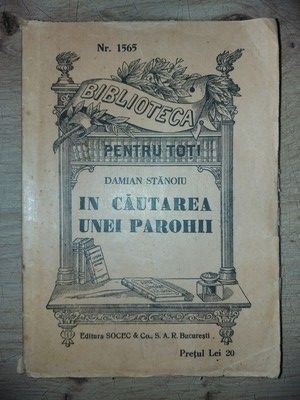 Nr. 1565
BIBLIOTECA
PENTRU TOTI
DAMIAN STĂNOIU
IN CĂUTAREA
UNEI PAROHII
Editura SOCEC & Co., S. A. R. București
Prețul Lei 20